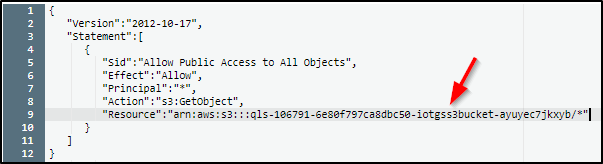 1 {
2 "Version":"2012-10-17",
3 "Statement":[
4 {
5 "Sid":"Allow Public Access to All Objects",
6 "Effect":"Allow",
7 "Principal":"*",
8 "Action":"s3:GetObject",
9 "Resource":"arn:aws:s3:::qls-106791-6e80f797ca8dbc50-iotgss3bucket-ayuyec7jkxyb/*"
10 }
11 ]
12 }